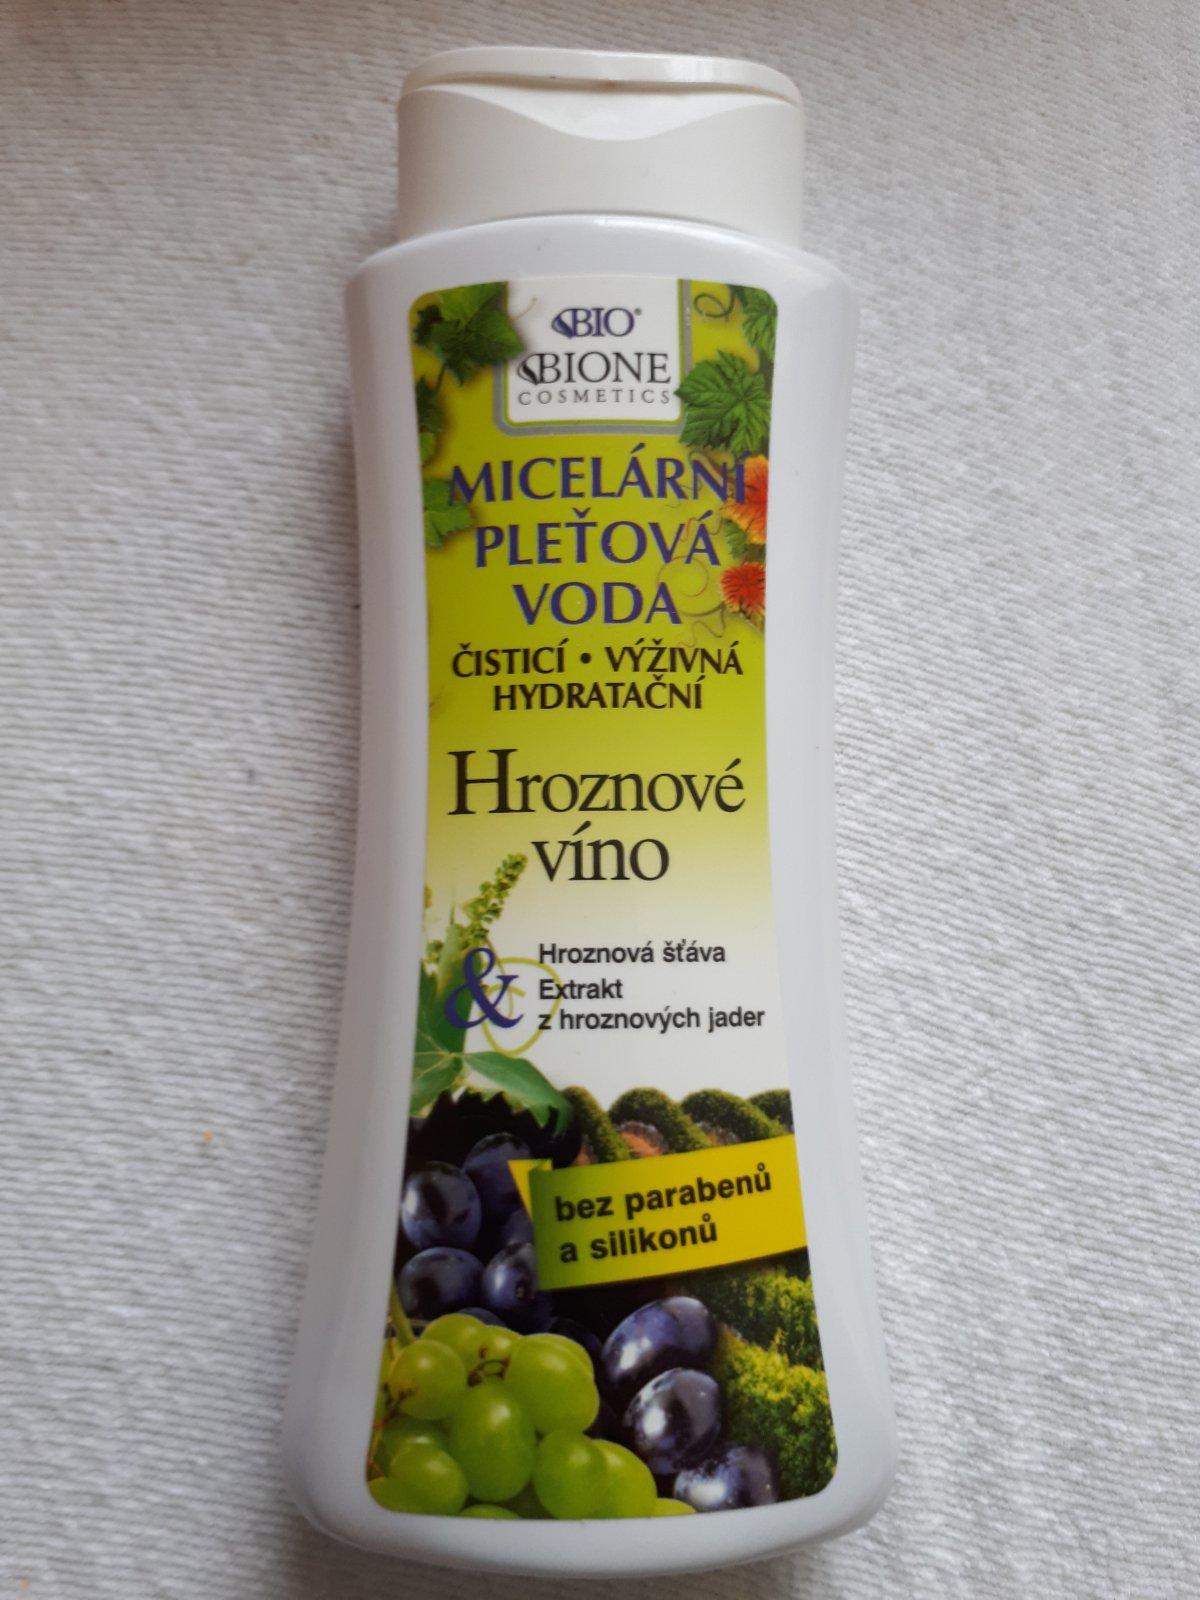 BIO®
BIONE
COSMETICS
MICELÁRNÍ
PLEŤOVÁ
VODA
ČISTICÍ • VÝŽIVNÁ
HYDRATAČNÍ
Hroznové
víno
&
Hroznová šťáva
Extrakt
z hroznových jader
bez parabenů
a silikonů